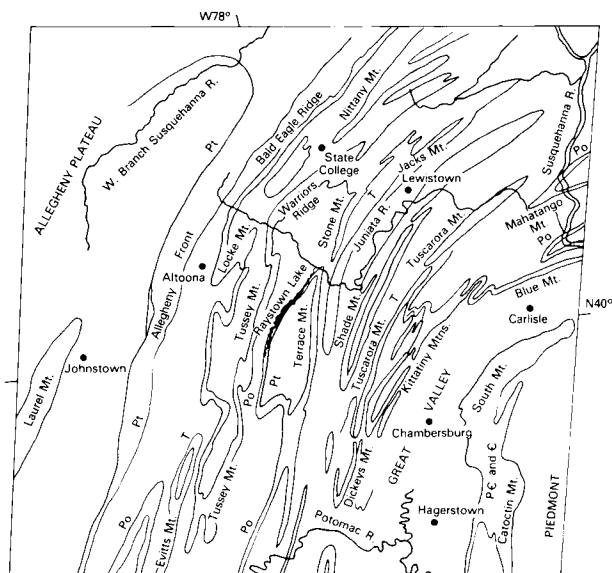 W78°
ALLEGHENY PLATEAU
W. Branch Susquehanna R.
Pt
Bald Eagle Ridge
Nittany Mt.
State
College
Jacks Mt.
Lewistown
Susquehanna R.
Po
Mahatango
Mt.
Po
Warriors
Ridge
Stone Mt.
T
Juniata R.
Tuscarora Mt.
Blue Mt.
N40°
Carlisle
Allegheny Front
Locke Mt.
Altoona
Tussey Mt.
Raystown Lake
Terrace Mt.
Shade Mt.
Tuscarora Mt.
T
Kittatiny Mtns.
Johnstown
Laurel Mt.
Pt
Pt
Po
South Mt.
GREAT VALLEY
Chambersburg
T
Tussey Mt.
Dickeys Mt.
P Є and Є
Catoctin Mt.
PIEDMONT
Po
Evitts Mt.
Po
Potomac R.
Hagerstown